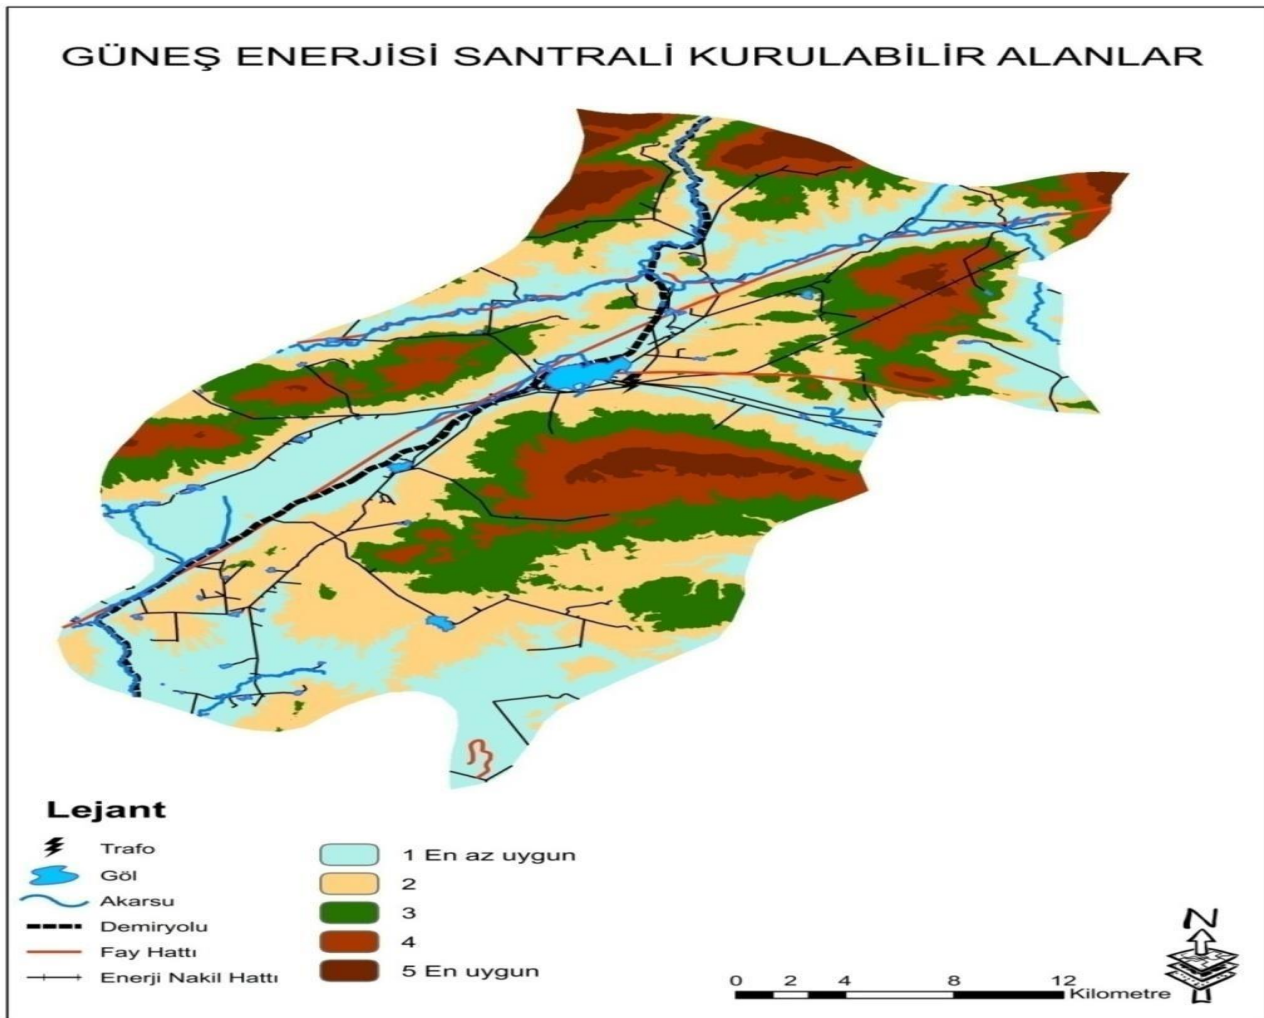 GÜNEŞ ENERJİSİ SANTRALİ KURULABİLİR ALANLAR
Lejant
Trafo
Göl
Akarsu
Demiryolu
Fay Hattı
Enerji Nakil Hattı
1 En az uygun
2
3
4
5 En uygun
0 2 4 8 12
Kilometre
N